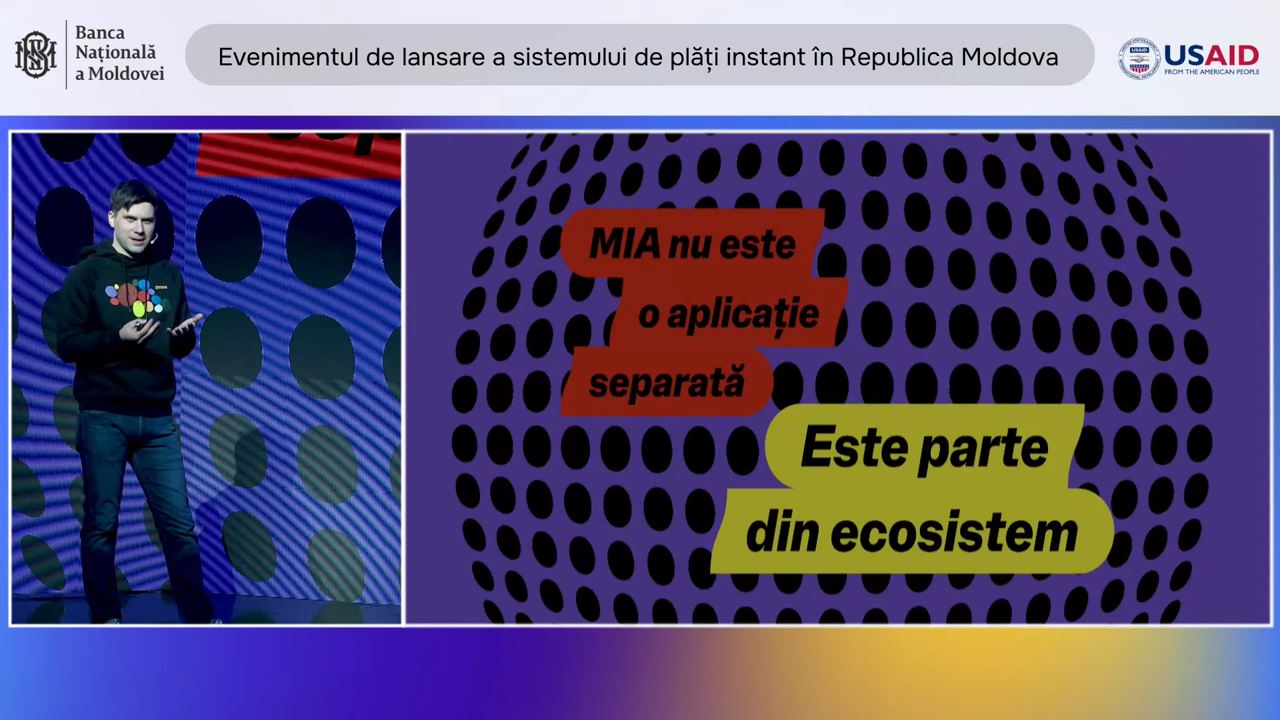 Banca
Națională
a Moldovei
Evenimentul de lansare a sistemului de plăți instant în Republica Moldova
USAID
FROM THE AMERICAN PEOPLE
MIA nu este
o aplicație
separată
Este parte
din ecosistem